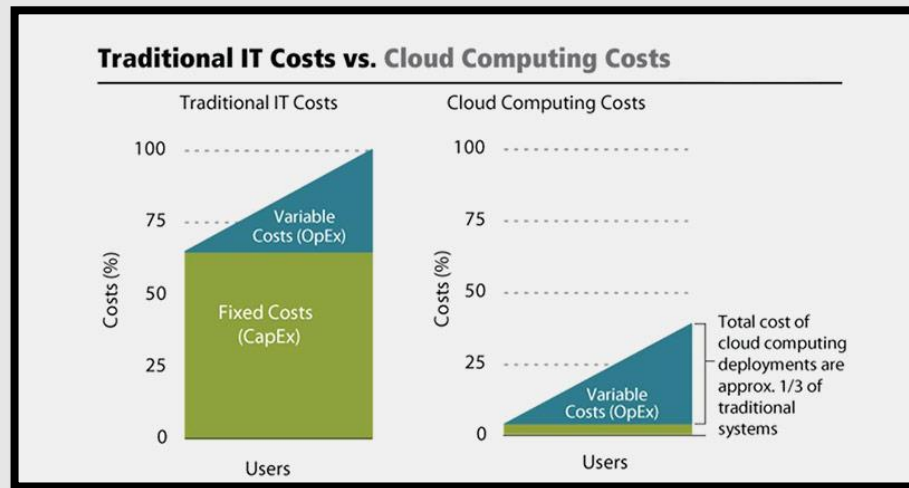 Traditional IT Costs vs. Cloud Computing Costs
Traditional IT Costs
100
75
50
25
0
Costs (%)
Variable
Costs (OpEx)
Fixed Costs
(CapEx)
Users
Cloud Computing Costs
100
75
50
25
0
Costs (%)
Variable
Costs (OpEx)
Users
Total cost of
cloud computing
deployments are
approx. 1/3 of
traditional
systems